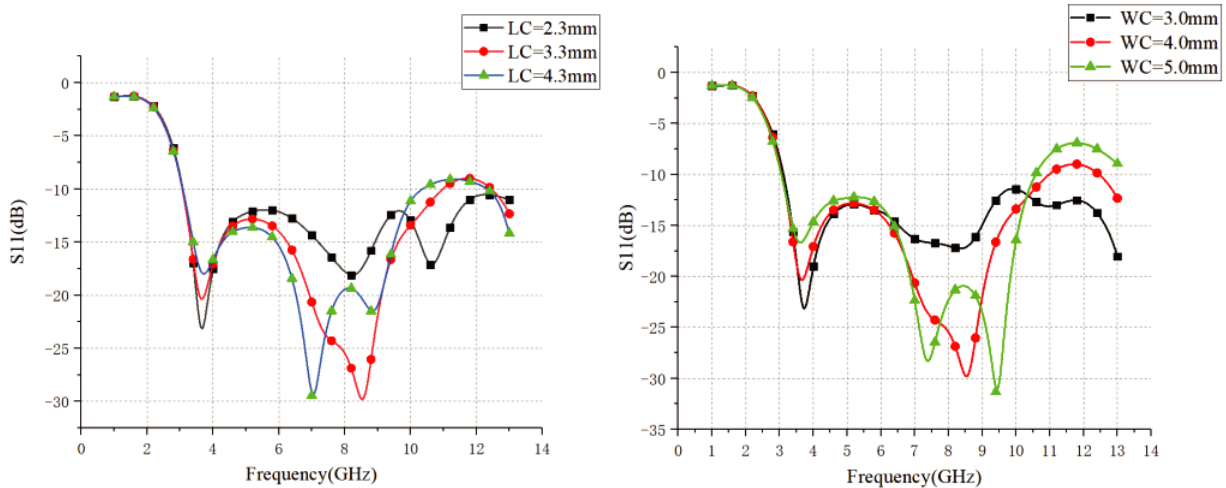 LC=2.3mm
LC=3.3mm
LC=4.3mm
0
-5
-10
-15
-20
-25
-30
S11(dB)
0 2 4 6 8 10 12 14
Frequency(GHz)
WC=3.0mm
WC=4.0mm
WC=5.0mm
0
-5
-10
-15
-20
-25
-30
-35
S11(dB)
0 1 2 3 4 5 6 7 8 9 10 11 12 13 14
Frequency(GHz)